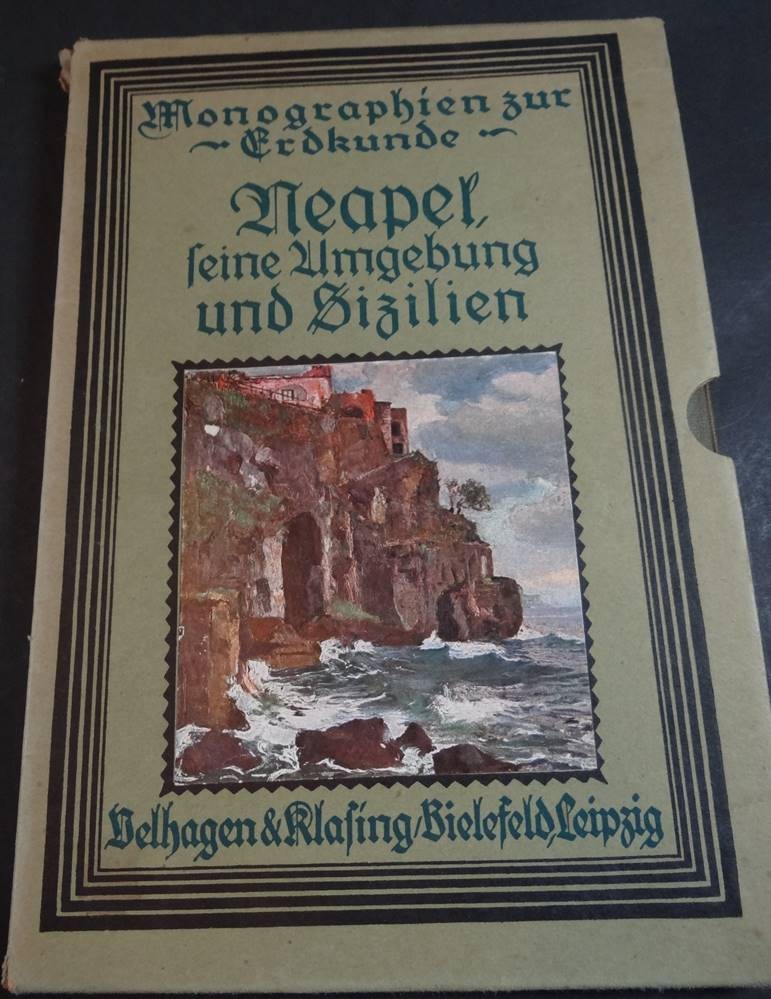 Monographien zur
~ Erdkunde ~
Neapel,
seine Umgebung
und Sizilien
Velhagen & Klasing / Bielefeld, Leipzig